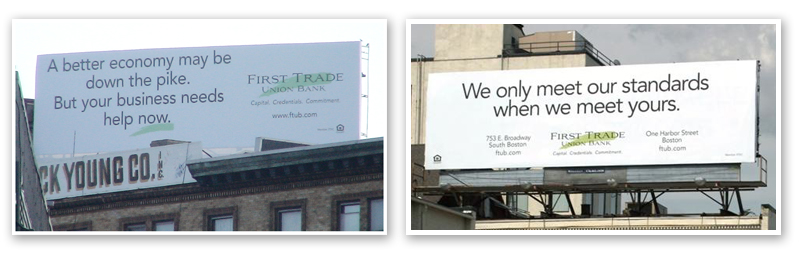 A better economy may be
down the pike.
But your business needs
help now.
FIRST TRADE
UNION BANK
Capital. Credentials. Commitment.
www.ftub.com
CK YOUNG CO. INC.
We only meet our standards
when we meet yours.
753 E. Broadway
South Boston
ftub.com
FIRST TRADE
UNION BANK
Capital. Credentials. Commitment.
One Harbor Street
Boston
ftub.com